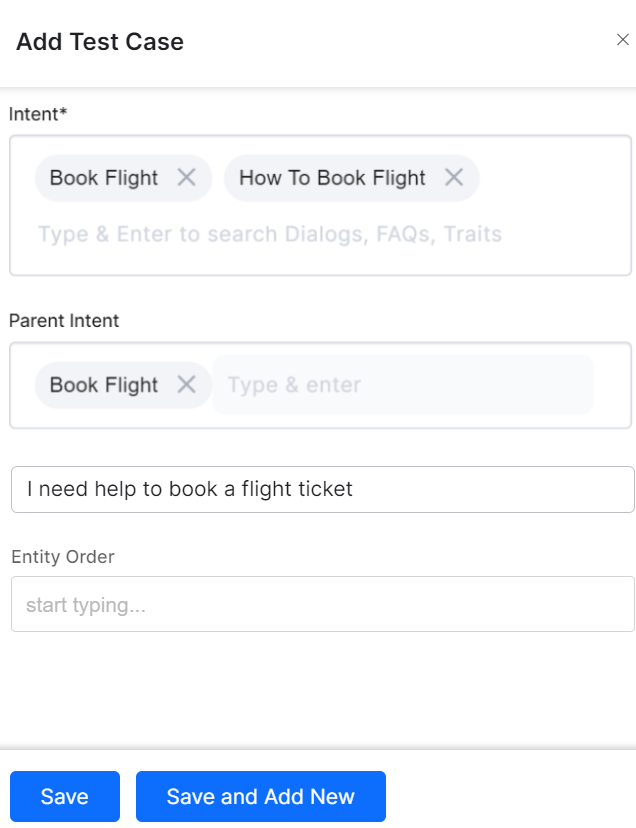 Add Test Case
Intent*
Book Flight How To Book Flight
Type & Enter to search Dialogs, FAQs, Traits
Parent Intent
Book Flight Type & enter
I need help to book a flight ticket
Entity Order
start typing...
Save Save and Add New